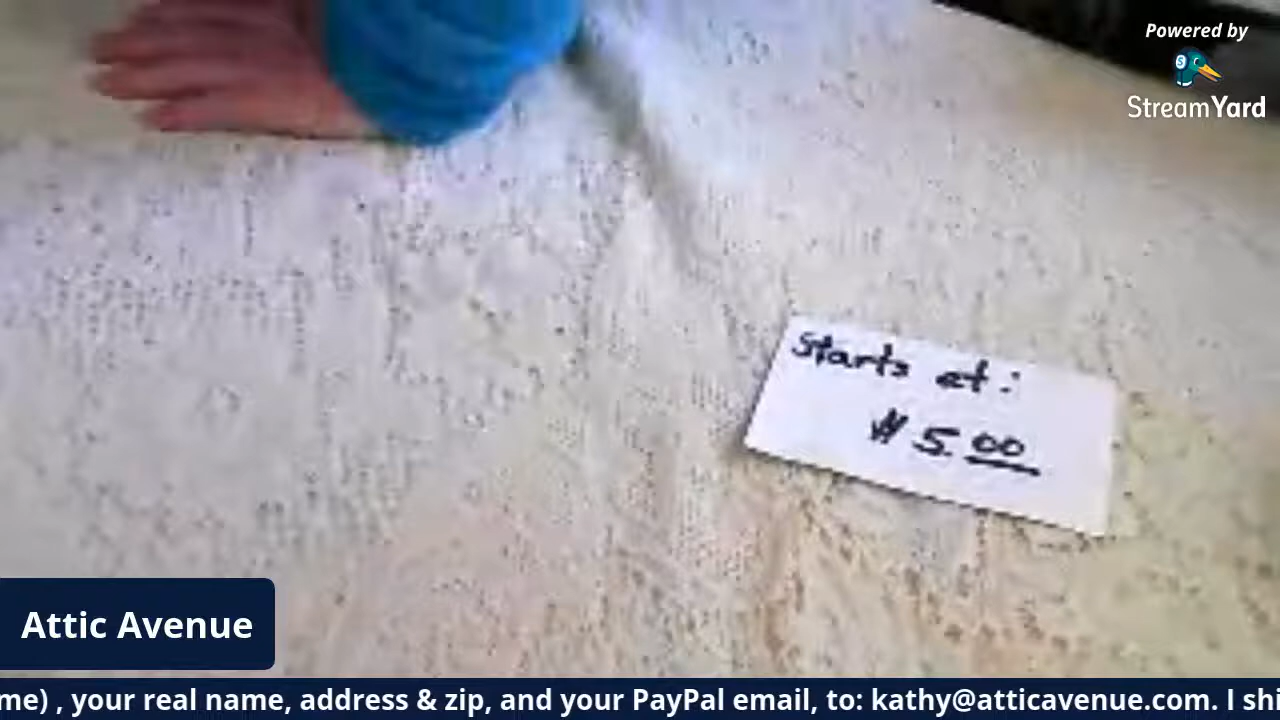 Powered by
StreamYard
Starts at:
$5.00
Attic Avenue
me) , your real name, address & zip, and your PayPal email, to: kathy@atticavenue.com. I shi